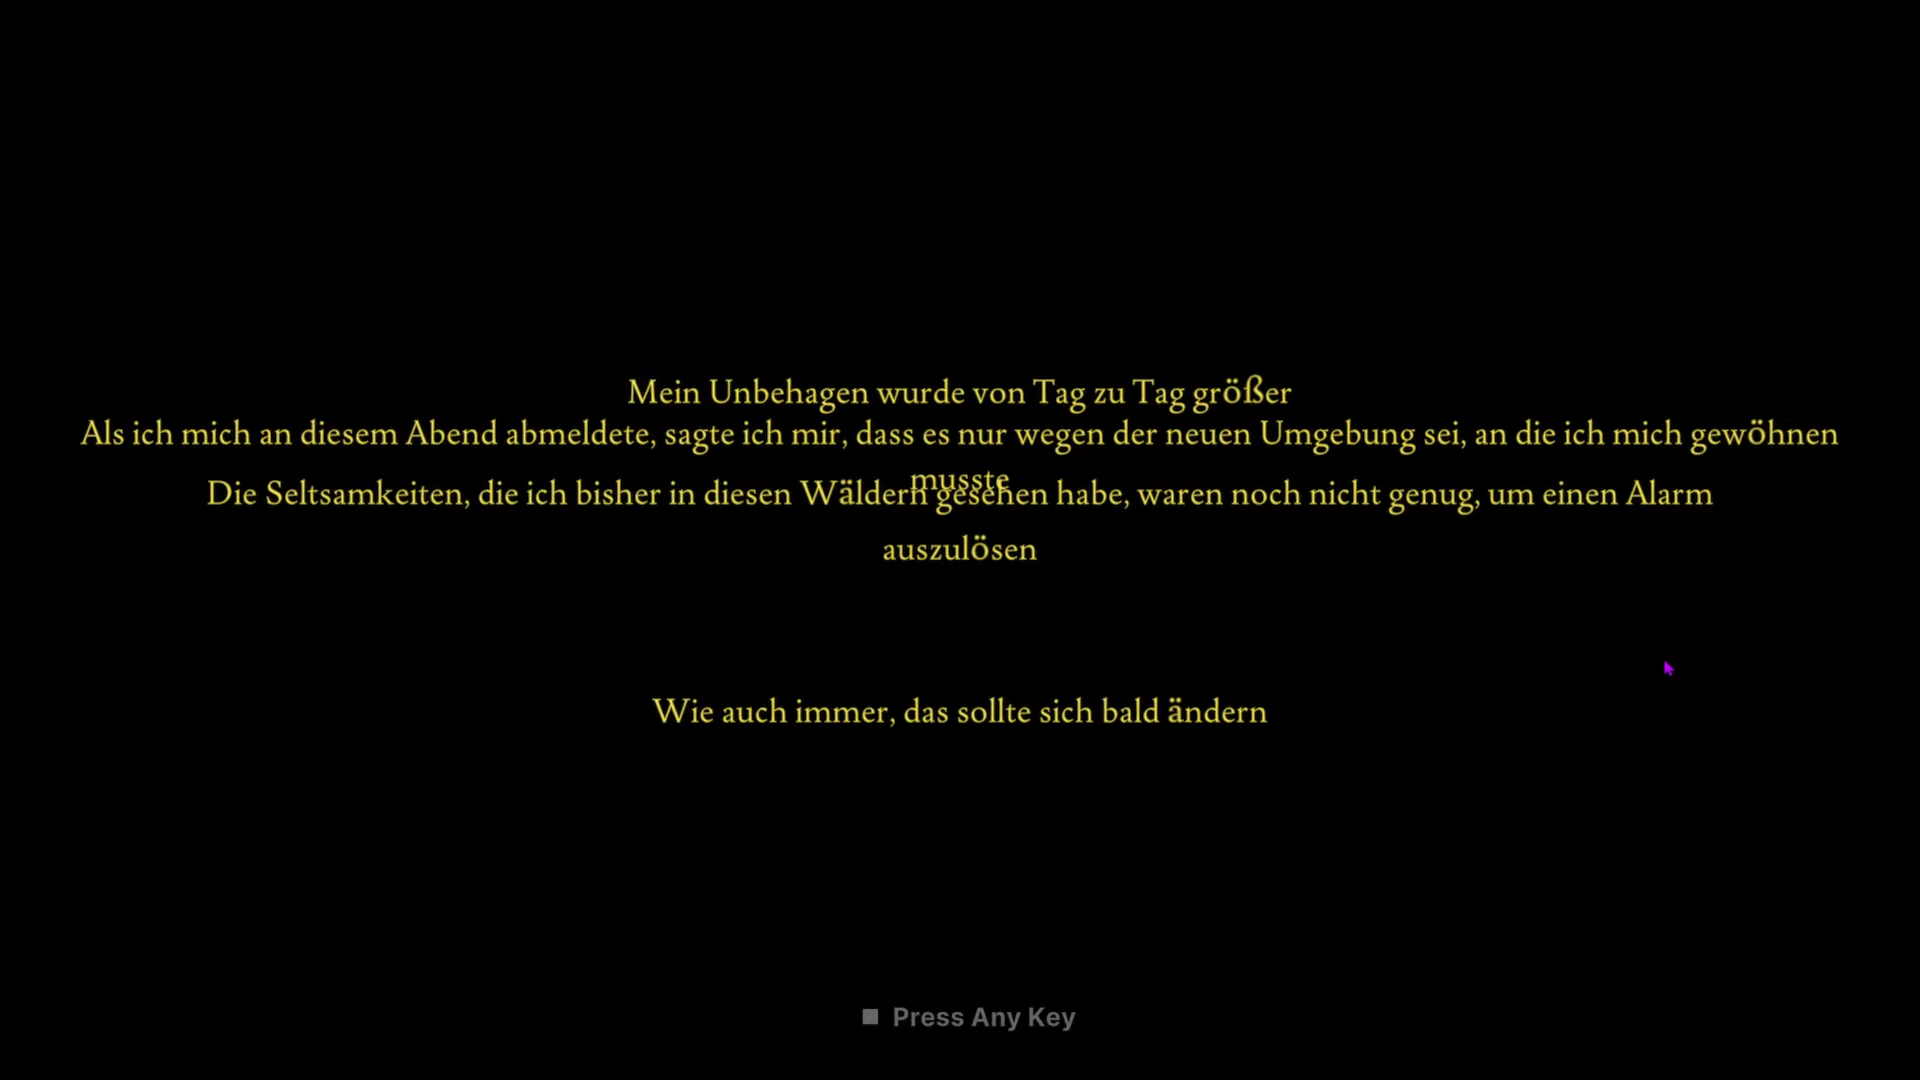 Mein Unbehagen wurde von Tag zu Tag größer
Als ich mich an diesem Abend abmeldete, sagte ich mir, dass es nur wegen der neuen Umgebung sei, an die ich mich gewöhnen
musste
Die Seltsamkeiten, die ich bisher in diesen Wäldern gesehen habe, waren noch nicht genug, um einen Alarm
auszulösen
Wie auch immer, das sollte sich bald ändern
Press Any Key